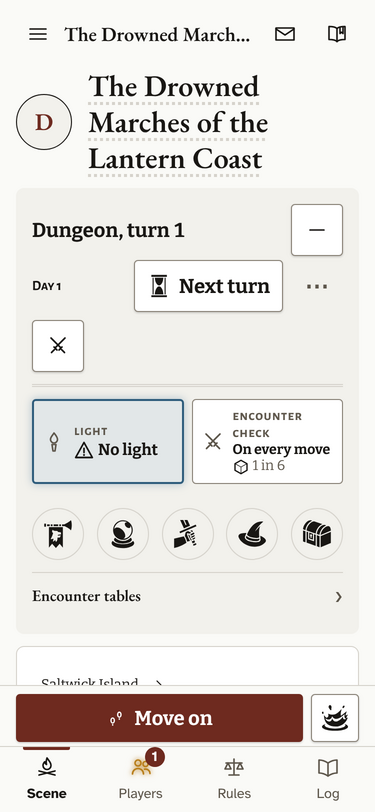 The Drowned March...
D
The Drowned
Marches of the
Lantern Coast
Dungeon, turn 1
DAY 1
Next turn
LIGHT
No light
ENCOUNTER
CHECK
On every move
1 in 6
Encounter tables
Saltwick Island
Move on
1
Scene
Players
Rules
Log